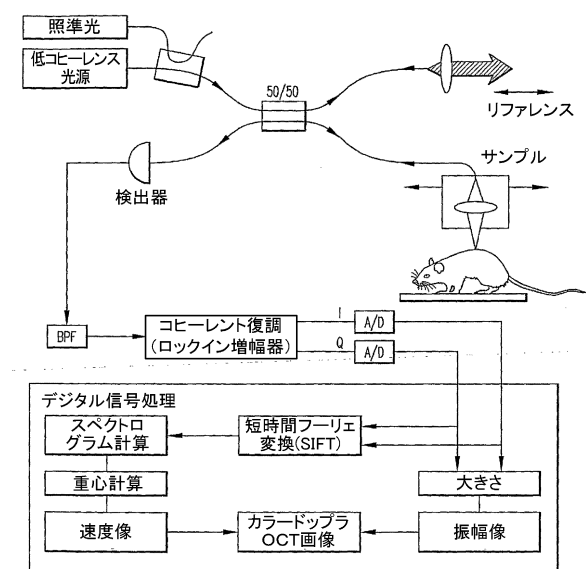 照準光
低コヒーレンス
光源
50/50
リファレンス
サンプル
検出器
BPF
コヒーレント復調
(ロックイン増幅器)
I
A/D
Q
A/D
デジタル信号処理
スペクトロ
グラム計算
短時間フーリェ
変換(SIFT)
重心計算
大きさ
速度像
カラードップラ
OCT画像
振幅像